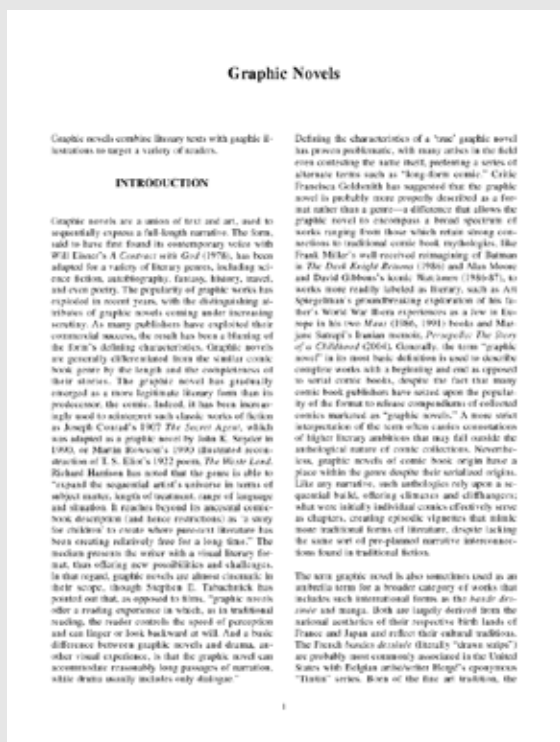 Graphic Novels
Graphic novels combine literary texts with graphic il-
lustrations to target a variety of readers.
INTRODUCTION
Graphic novels are a union of text and art, used to
sequentially express a full-length narrative. The form,
said to have first found its contemporary voice with
Will Eisner's A Contract with God (1978), has been
adapted for a variety of literary genres, including sci-
ence fiction, autobiography, fantasy, history, travel,
and even poetry. The popularity of graphic works has
exploded in recent years, with the distinguishing at-
tributes of graphic novels coming under increasing
scrutiny. As many publishers have exploited their
commercial success, the result has been a blurring of
the form's defining characteristics. Graphic novels
are generally differentiated from the similar comic
book genre by the length and the completeness of
their stories. The graphic novel has gradually
emerged as a more legitimate literary form than its
predecessor, the comic. Indeed, it has been increas-
ingly used to reinterpret such classic works of fiction
as Joseph Conrad's 1907 The Secret Agent, which
was adapted as a graphic novel by John K. Snyder in
1990, or Martin Rowson's 1990 illustrated recon-
struction of T. S. Eliot's 1922 poem, The Waste Land.
Richard Harrison has noted that the genre is able to
"expand the sequential artist's universe in terms of
subject matter, length of treatment, range of language
and situation. It reaches beyond its ancestral comic-
book description (and hence restrictions) as 'a story
for children' to create where pure-text literature has
been creating relatively free for a long time." The
medium presents the writer with a visual literary for-
mat, thus offering new possibilities and challenges.
In that regard, graphic novels are almost cinematic in
their scope, though Stephen E. Tabachnick has
pointed out that, as opposed to films, "graphic novels
offer a reading experience in which, as in traditional
reading, the reader controls the speed of perception
and can linger or look backward at will. And a basic
difference between graphic novels and drama, an-
other visual experience, is that the graphic novel can
accommodate reasonably long passages of narration,
while drama usually includes only dialogue."
Defining the characteristics of a 'true' graphic novel
has proven problematic, with many artists in the field
even contesting the name itself, preferring a series of
alternate terms such as "long-form comic." Critic
Francisca Goldsmith has suggested that the graphic
novel is probably more properly described as a for-
mat rather than a genre—a difference that allows the
graphic novel to encompass a broad spectrum of
works ranging from those which retain strong con-
nections to traditional comic book mythologies, like
Frank Miller's well-received reimagining of Batman
in The Dark Knight Returns (1986) and Alan Moore
and David Gibbons's iconic Watchmen (1986-87), to
works more readily labeled as literary, such as Art
Spiegelman's groundbreaking exploration of his fa-
ther's World War II-era experiences as a Jew in Eu-
rope in his two Maus (1986, 1991) books and Mar-
jane Satrapi's Iranian memoir, Persepolis: The Story
of a Childhood (2004). Generally, the term "graphic
novel" in its most basic definition is used to describe
complete works with a beginning and end as opposed
to serial comic books, despite the fact that many
comic book publishers have seized upon the popular-
ity of the format to release compendiums of collected
comics marketed as "graphic novels." A more strict
interpretation of the term often carries connotations
of higher literary ambitions that may fall outside the
anthological nature of comic collections. Neverthe-
less, graphic novels of comic book origin have a
place within the genre despite their serialized origins.
Like any narrative, such anthologies rely upon a se-
quential build, offering climaxes and cliffhangers;
what were initially individual comics effectively serve
as chapters, creating episodic vignettes that mimic
more traditional forms of literature, despite lacking
the same sort of pre-planned narrative interconnec-
tions found in traditional fiction.
The term graphic novel is also sometimes used as an
umbrella term for a broader category of works that
includes such international forms as the bande des-
sinée and manga. Both are largely derived from the
national aesthetics of their respective birth lands of
France and Japan and reflect their cultural traditions.
The French bandes dessinée (literally "drawn strips")
are probably most commonly associated in the United
States with Belgian artist/writer Hergé's eponymous
"Tintin" series. Born of the fine art tradition, the
1